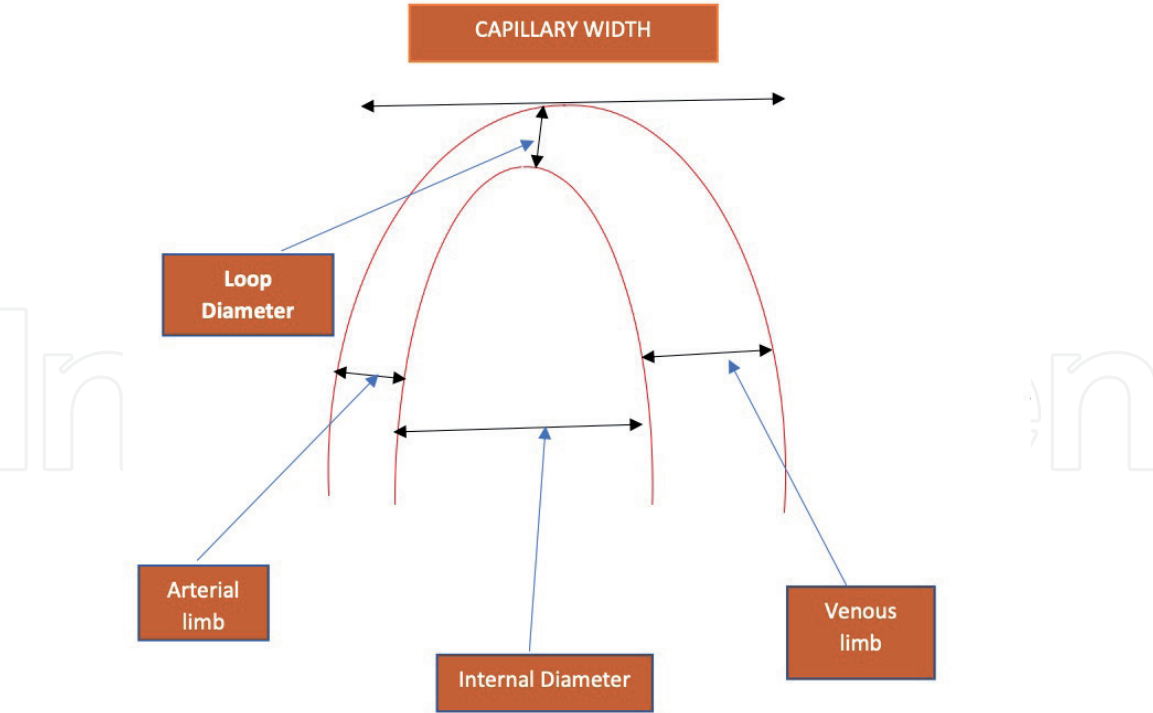 CAPILLARY WIDTH
Loop
Diameter
Arterial
limb
Venous
limb
Internal Diameter